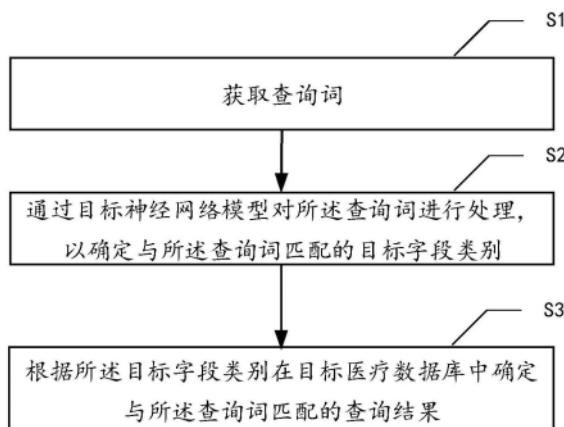 S1
获取查询词
S2
通过目标神经网络模型对所述查询词进行处理,
以确定与所述查询词匹配的目标字段类别
S3
根据所述目标字段类别在目标医疗数据库中确定
与所述查询词匹配的查询结果